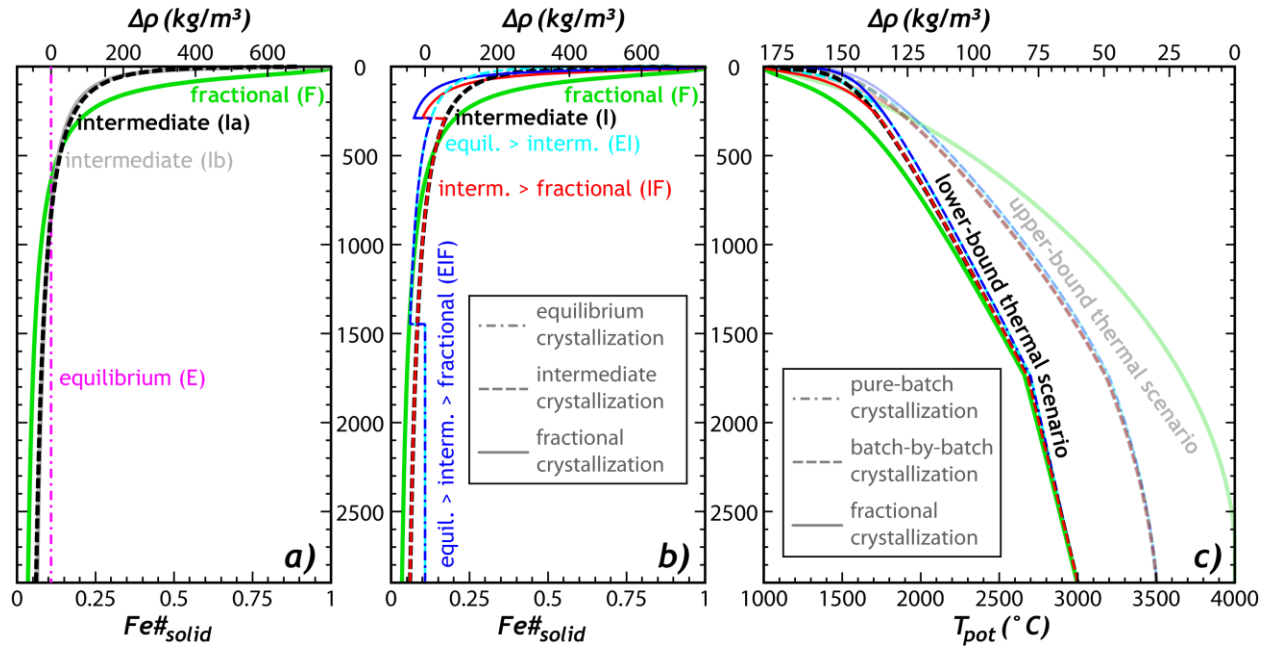 Δρ (kg/m³)
0 200 400 600
0
500
1000
1500
2000
2500
fractional (F)
intermediate (Ia)
intermediate (Ib)
equilibrium (E)
a)
0 0.25 0.5 0.75 1
Fe#solid
Δρ (kg/m³)
0 200 400 600
0
500
1000
1500
2000
2500
fractional (F)
intermediate (I)
equil. > interm. (EI)
interm. > fractional (IF)
equil. > interm. > fractional (EIF)
equilibrium
crystallization
intermediate
crystallization
fractional
crystallization
b)
0 0.25 0.5 0.75 1
Fe#solid
Δρ (kg/m³)
175 150 125 100 75 50 25 0
0
500
1000
1500
2000
2500
lower-bound thermal scenario
upper-bound thermal scenario
pure-batch
crystallization
batch-by-batch
crystallization
fractional
crystallization
c)
1000 2000 3000 4000
Tpot (°C)